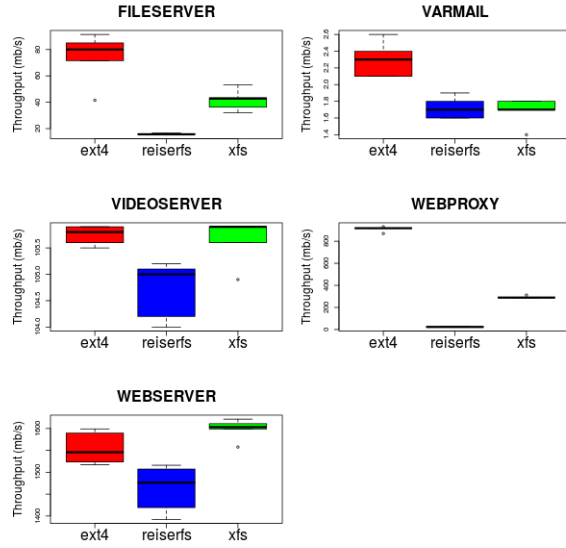 FILESERVER
Throughput (mb/s)
80
60
40
20
ext4 reiserfs xfs
VARMAIL
Throughput (mb/s)
2.6
2.4
2.2
2.0
1.8
1.6
1.4
ext4 reiserfs xfs
VIDEOSERVER
Throughput (mb/s)
105.5
105.0
104.5
104.0
ext4 reiserfs xfs
WEBPROXY
Throughput (mb/s)
800
600
400
200
0
ext4 reiserfs xfs
WEBSERVER
Throughput (mb/s)
1600
1500
1400
ext4 reiserfs xfs